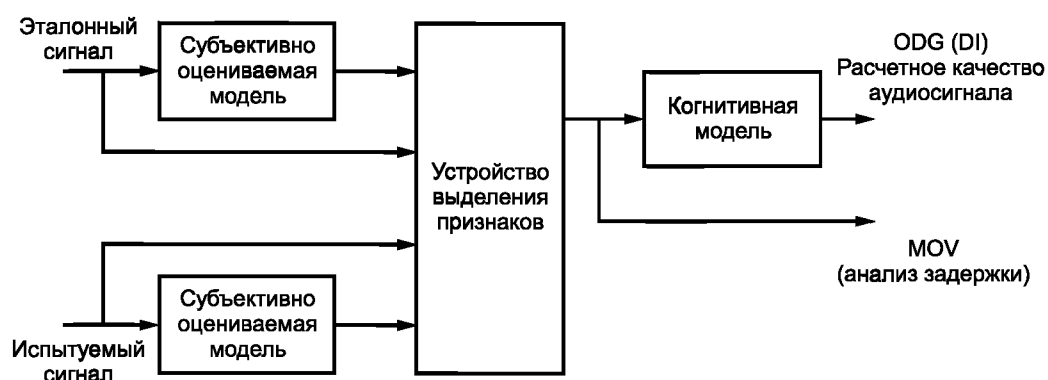 Эталонный
сигнал
Субъективно
оцениваемая
модель
ODG (DI)
Расчетное качество
аудиосигнала
Когнитивная
модель
Устройство
выделения
признаков
MOV
(анализ задержки)
Субъективно
оцениваемая
модель
Испытуемый
сигнал